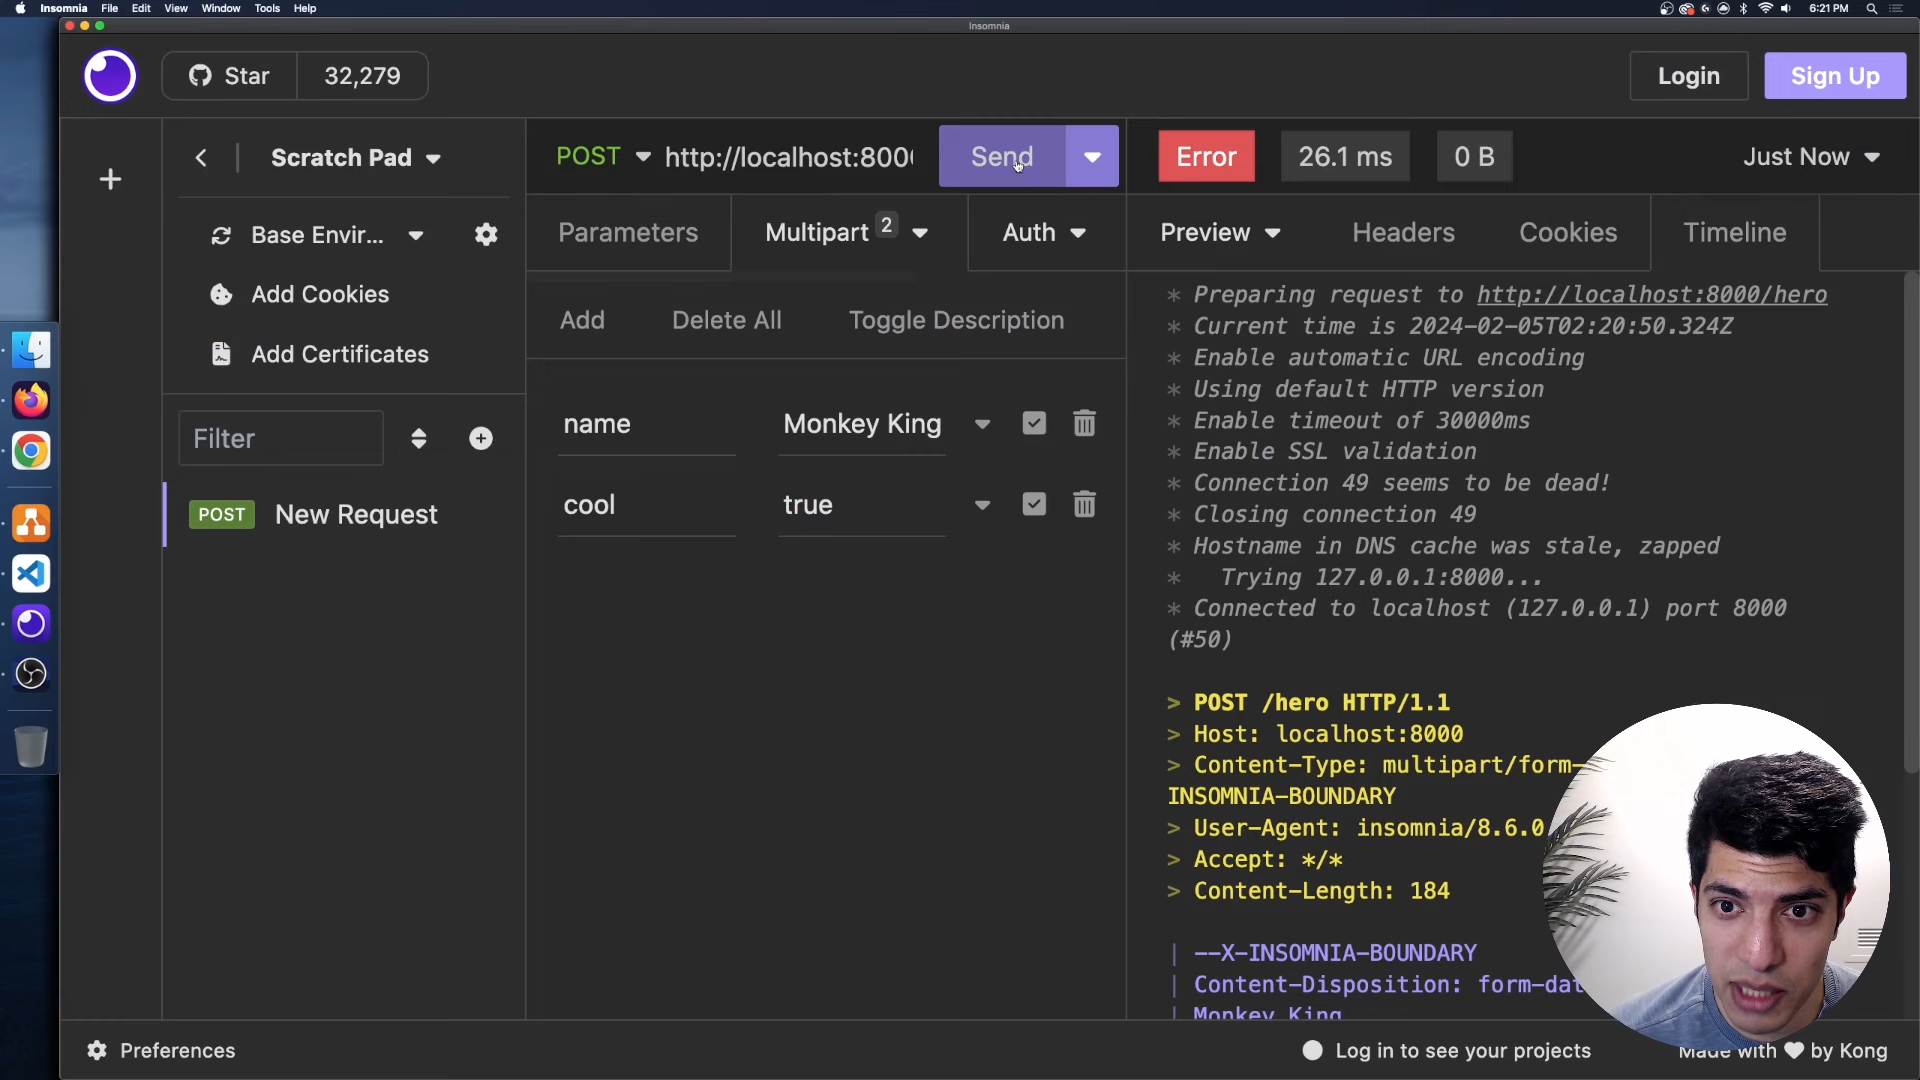 Insomnia File Edit View Window Tools Help
6:21 PM
Insomnia
Star 32,279
Login
Sign Up
Scratch Pad
POST http://localhost:800
Send
Error
26.1 ms
0 B
Just Now
Base Envir...
Add Cookies
Add Certificates
Filter
POST New Request
Parameters
Multipart 2
Auth
Add
Delete All
Toggle Description
name
Monkey King
cool
true
Preview
Headers
Cookies
Timeline
* Preparing request to http://localhost:8000/hero
* Current time is 2024-02-05T02:20:50.324Z
* Enable automatic URL encoding
* Using default HTTP version
* Enable timeout of 30000ms
* Enable SSL validation
* Connection 49 seems to be dead!
* Closing connection 49
* Hostname in DNS cache was stale, zapped
* Trying 127.0.0.1:8000...
* Connected to localhost (127.0.0.1) port 8000
(#50)
> POST /hero HTTP/1.1
> Host: localhost:8000
> Content-Type: multipart/form-
INSOMNIA-BOUNDARY
> User-Agent: insomnia/8.6.0
> Accept: */*
> Content-Length: 184
| --X-INSOMNIA-BOUNDARY
| Content-Disposition: form-dat
| Monkey King
Preferences
Log in to see your projects
Made with ♥ by Kong